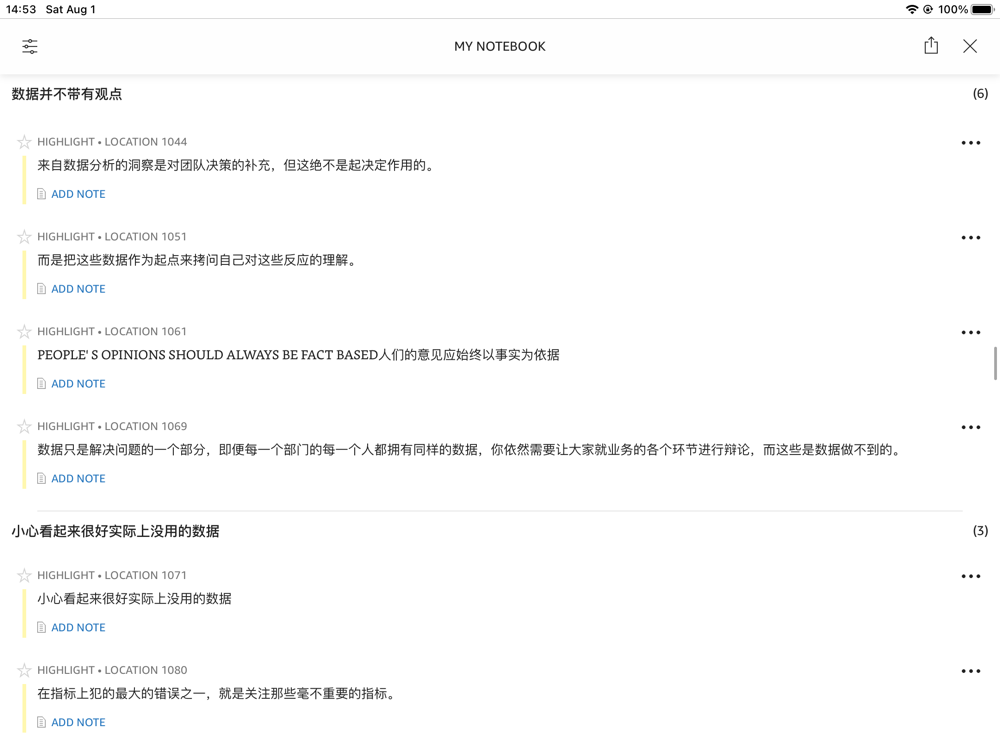 14:53 Sat Aug 1 100%
MY NOTEBOOK
数据并不带有观点 (6)
HIGHLIGHT • LOCATION 1044
来自数据分析的洞察是对团队决策的补充，但这绝不是起决定作用的。
ADD NOTE
HIGHLIGHT • LOCATION 1051
而是把这些数据作为起点来拷问自己对这些反应的理解。
ADD NOTE
HIGHLIGHT • LOCATION 1061
PEOPLE' S OPINIONS SHOULD ALWAYS BE FACT BASED人们的意见应始终以事实为依据
ADD NOTE
HIGHLIGHT • LOCATION 1069
数据只是解决问题的一个部分，即便每一个部门的每一个人都拥有同样的数据，你依然需要让大家就业务的各个环节进行辩论，而这些是数据做不到的。
ADD NOTE
小心看起来很好实际上没用的数据 (3)
HIGHLIGHT • LOCATION 1071
小心看起来很好实际上没用的数据
ADD NOTE
HIGHLIGHT • LOCATION 1080
在指标上犯的最大的错误之一，就是关注那些毫不重要的指标。
ADD NOTE